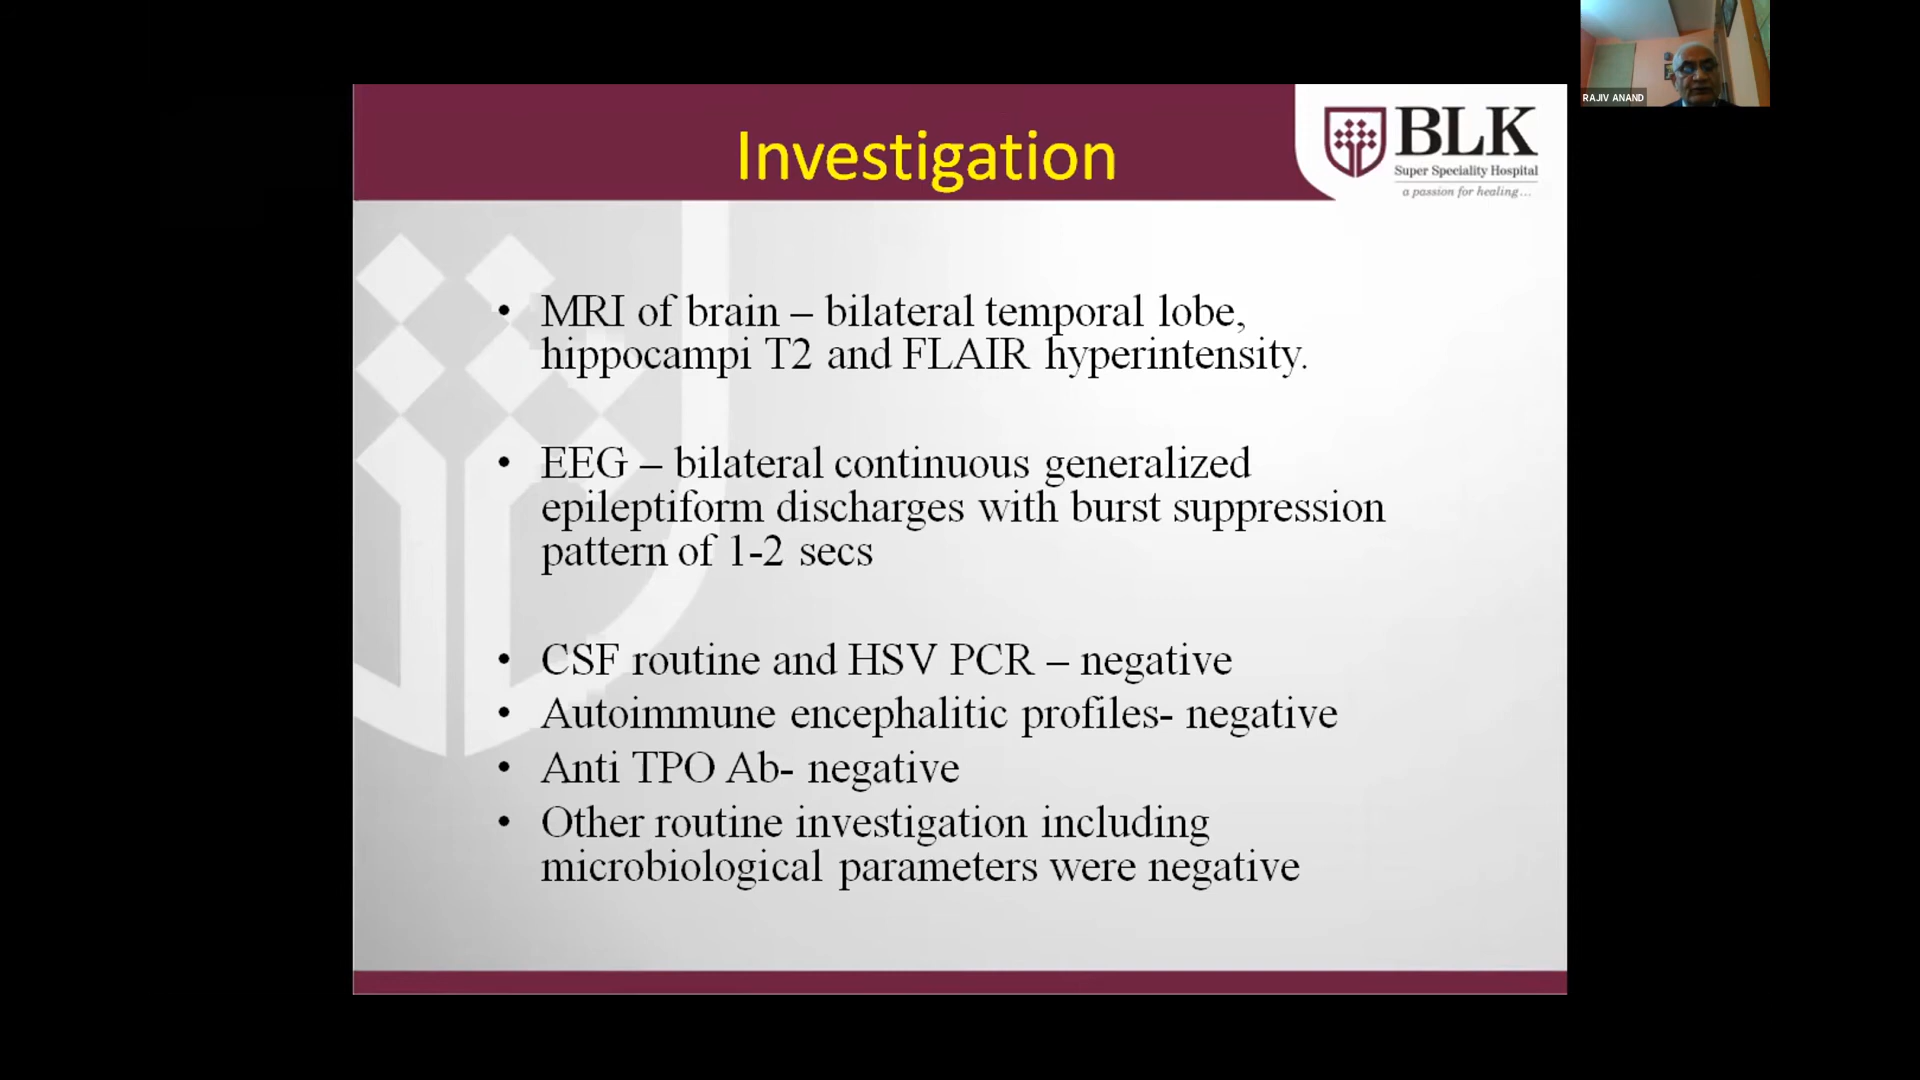 RAJIV ANAND
Investigation
BLK
Super Speciality Hospital
a passion for healing...
• MRI of brain – bilateral temporal lobe,
hippocampi T2 and FLAIR hyperintensity.
• EEG – bilateral continuous generalized
epileptiform discharges with burst suppression
pattern of 1-2 secs
• CSF routine and HSV PCR – negative
• Autoimmune encephalitic profiles- negative
• Anti TPO Ab- negative
• Other routine investigation including
microbiological parameters were negative